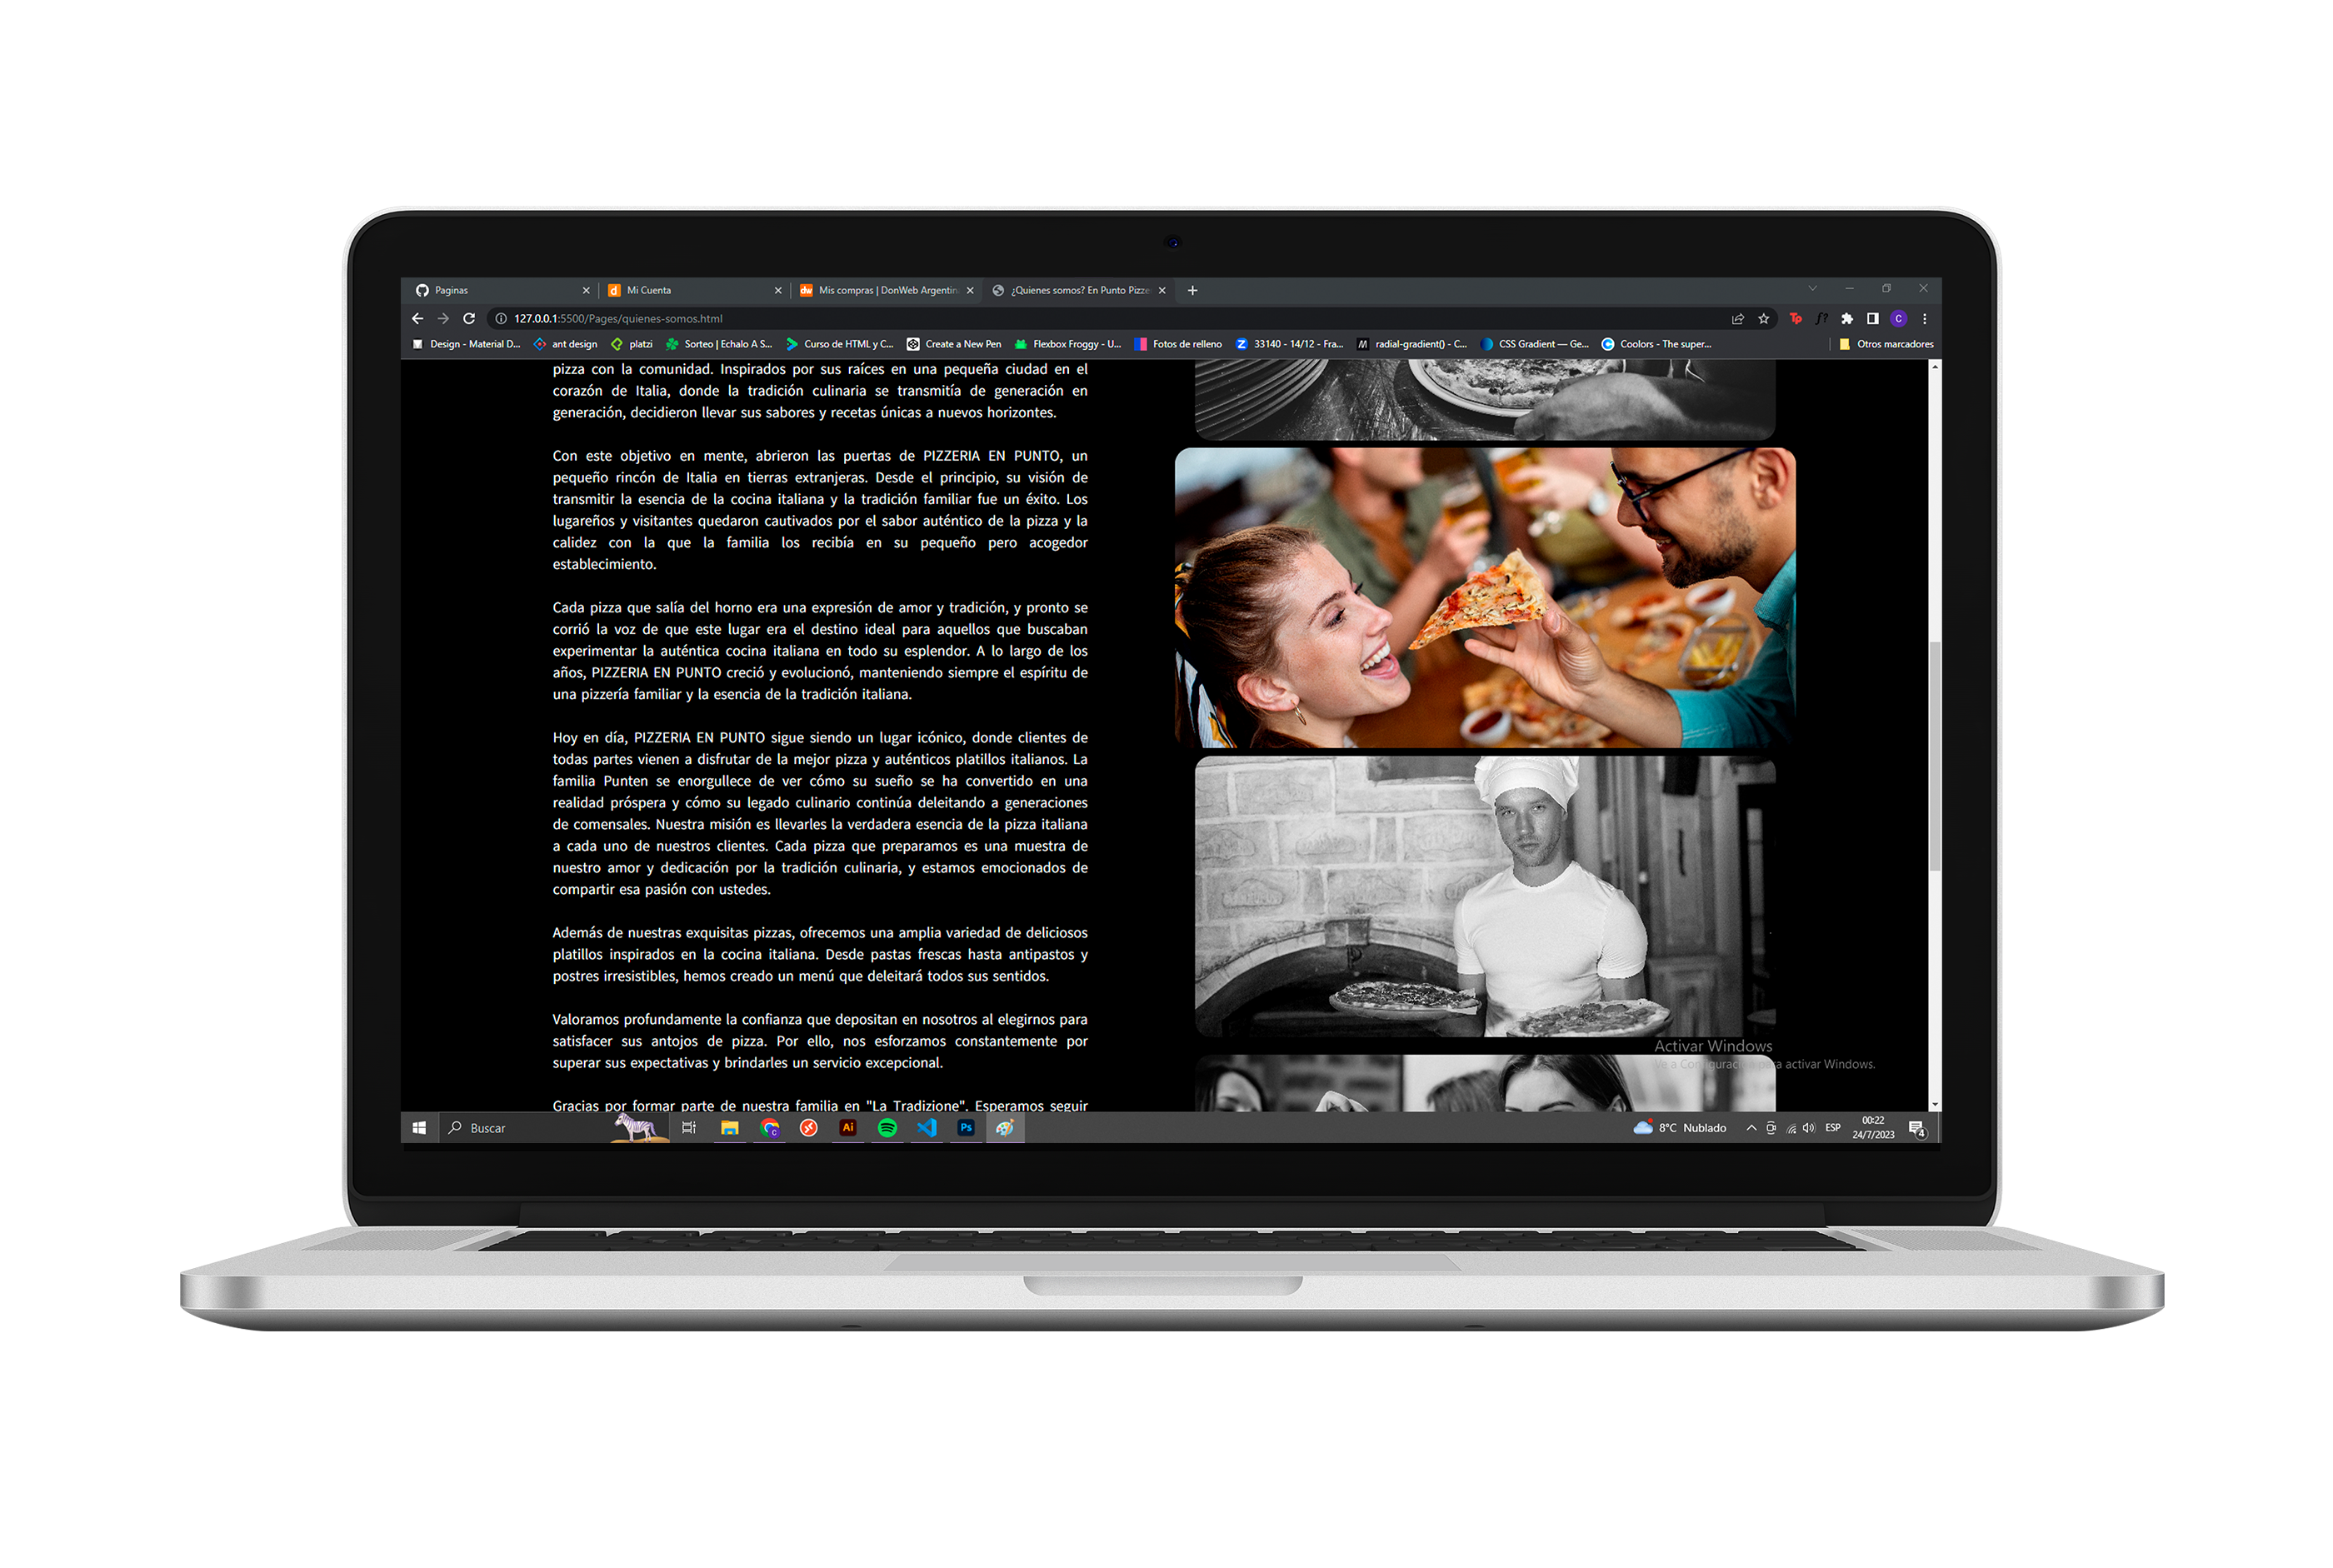 Paginas
Mi Cuenta
Mis compras | DonWeb Argentin
¿Quienes somos? En Punto Pizze
127.0.0.1:5500/Pages/quienes-somos.html
Tp
f?
C
Design - Material D...
ant design
platzi
Sorteo | Echalo A S...
Curso de HTML y C...
Create a New Pen
Flexbox Froggy - U...
Fotos de relleno
33140 - 14/12 - Fra...
radial-gradient() - C...
CSS Gradient — Ge...
Coolors - The super...
Otros marcadores
pizza con la comunidad. Inspirados por sus raíces en una pequeña ciudad en el
corazón de Italia, donde la tradición culinaria se transmitía de generación en
generación, decidieron llevar sus sabores y recetas únicas a nuevos horizontes.
Con este objetivo en mente, abrieron las puertas de PIZZERIA EN PUNTO, un
pequeño rincón de Italia en tierras extranjeras. Desde el principio, su visión de
transmitir la esencia de la cocina italiana y la tradición familiar fue un éxito. Los
lugareños y visitantes quedaron cautivados por el sabor auténtico de la pizza y la
calidez con la que la familia los recibía en su pequeño pero acogedor
establecimiento.
Cada pizza que salía del horno era una expresión de amor y tradición, y pronto se
corrió la voz de que este lugar era el destino ideal para aquellos que buscaban
experimentar la auténtica cocina italiana en todo su esplendor. A lo largo de los
años, PIZZERIA EN PUNTO creció y evolucionó, manteniendo siempre el espíritu de
una pizzería familiar y la esencia de la tradición italiana.
Hoy en día, PIZZERIA EN PUNTO sigue siendo un lugar icónico, donde clientes de
todas partes vienen a disfrutar de la mejor pizza y auténticos platillos italianos. La
familia Punten se enorgullece de ver cómo su sueño se ha convertido en una
realidad próspera y cómo su legado culinario continúa deleitando a generaciones
de comensales. Nuestra misión es llevarles la verdadera esencia de la pizza italiana
a cada uno de nuestros clientes. Cada pizza que preparamos es una muestra de
nuestro amor y dedicación por la tradición culinaria, y estamos emocionados de
compartir esa pasión con ustedes.
Además de nuestras exquisitas pizzas, ofrecemos una amplia variedad de deliciosos
platillos inspirados en la cocina italiana. Desde pastas frescas hasta antipastos y
postres irresistibles, hemos creado un menú que deleitará todos sus sentidos.
Valoramos profundamente la confianza que depositan en nosotros al elegirnos para
satisfacer sus antojos de pizza. Por ello, nos esforzamos constantemente por
superar sus expectativas y brindarles un servicio excepcional.
Gracias por formar parte de nuestra familia en "La Tradizione". Esperamos seguir
Activar Windows
Ve a Configuración para activar Windows.
Buscar
Ai
Ps
8°C Nublado
ESP
00:22
24/7/2023
4